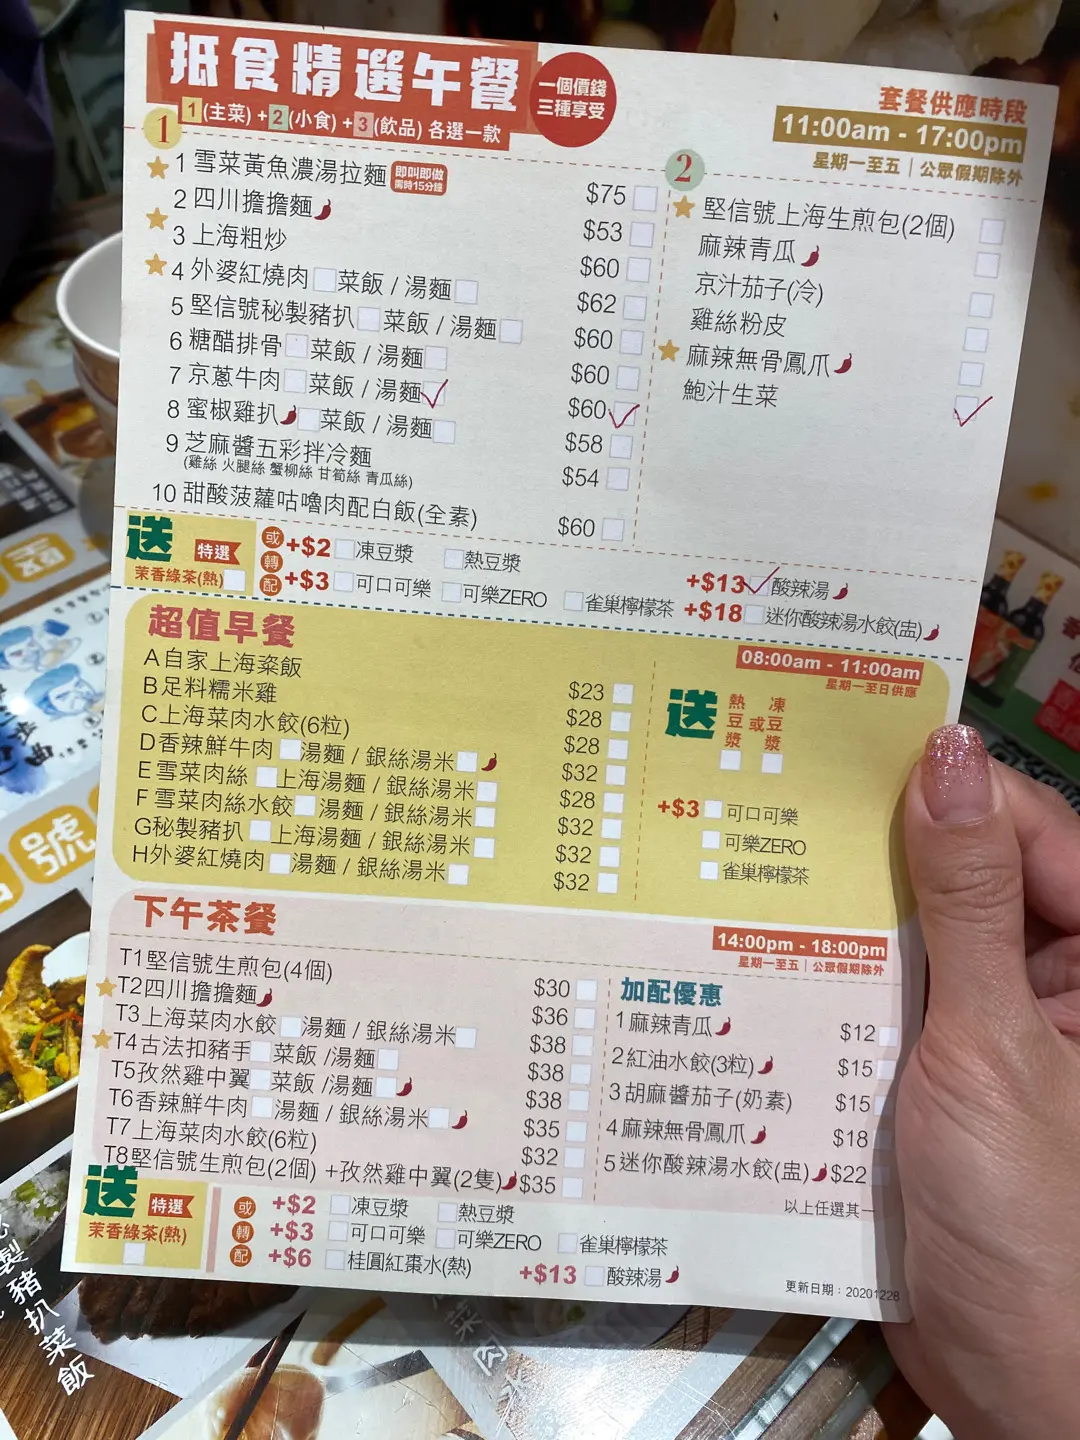 抵食精選午餐
一個價錢
三種享受
1(主菜)+2(小食)+3(飲品)各選一款
套餐供應時段
11:00am - 17:00pm
星期一至五｜公眾假期除外
1
1 雪菜黃魚濃湯拉麵 即叫即做 需時15分鐘 $75
2 四川擔擔麵 $53
3 上海粗炒 $60
4 外婆紅燒肉 菜飯 / 湯麵 $62
5 堅信號秘製豬扒 菜飯 / 湯麵 $60
6 糖醋排骨 菜飯 / 湯麵 $60
7 京蔥牛肉 菜飯 / 湯麵 $60
8 蜜椒雞扒 菜飯 / 湯麵 $58
9 芝麻醬五彩拌冷麵 $54
(雞絲 火腿絲 蟹柳絲 甘筍絲 青瓜絲)
10 甜酸菠蘿咕嚕肉配白飯(全素) $60
2
堅信號上海生煎包(2個)
麻辣青瓜
京汁茄子(冷)
雞絲粉皮
麻辣無骨鳳爪
鮑汁生菜
送 特選
茉香綠茶(熱)
或轉配
+$2 凍豆漿 熱豆漿
+$3 可口可樂 可樂ZERO 雀巢檸檬茶
+$13 酸辣湯
+$18 迷你酸辣湯水餃(盅)
超值早餐
08:00am - 11:00am
星期一至日供應
A自家上海菜飯 $23
B足料糯米雞 $28
C上海菜肉水餃(6粒) $28
D香辣鮮牛肉 湯麵 / 銀絲湯米 $32
E雪菜肉絲 上海湯麵 / 銀絲湯米 $28
F雪菜肉絲水餃 湯麵 / 銀絲湯米 $32
G秘製豬扒 上海湯麵 / 銀絲湯米 $32
H外婆紅燒肉 湯麵 / 銀絲湯米 $32
送 熱豆漿 或 凍豆漿
+$3 可口可樂
可樂ZERO
雀巢檸檬茶
下午茶餐
14:00pm - 18:00pm
星期一至五｜公眾假期除外
T1堅信號生煎包(4個) $30
T2四川擔擔麵 $36
T3上海菜肉水餃 湯麵 / 銀絲湯米 $38
T4古法扣豬手 菜飯 /湯麵 $38
T5孜然雞中翼 菜飯 /湯麵 $38
T6香辣鮮牛肉 湯麵 / 銀絲湯米 $35
T7上海菜肉水餃(6粒) $32
T8堅信號生煎包(2個) +孜然雞中翼(2隻) $35
加配優惠
1麻辣青瓜 $12
2紅油水餃(3粒) $15
3胡麻醬茄子(奶素) $15
4麻辣無骨鳳爪 $18
5迷你酸辣湯水餃(盅) $22
以上任選其一
送 特選
茉香綠茶(熱)
或轉配
+$2 凍豆漿 熱豆漿
+$3 可口可樂 可樂ZERO 雀巢檸檬茶
+$6 桂圓紅棗水(熱) +$13 酸辣湯
更新日期：20201228
號
製豬扒菜飯
菜肉